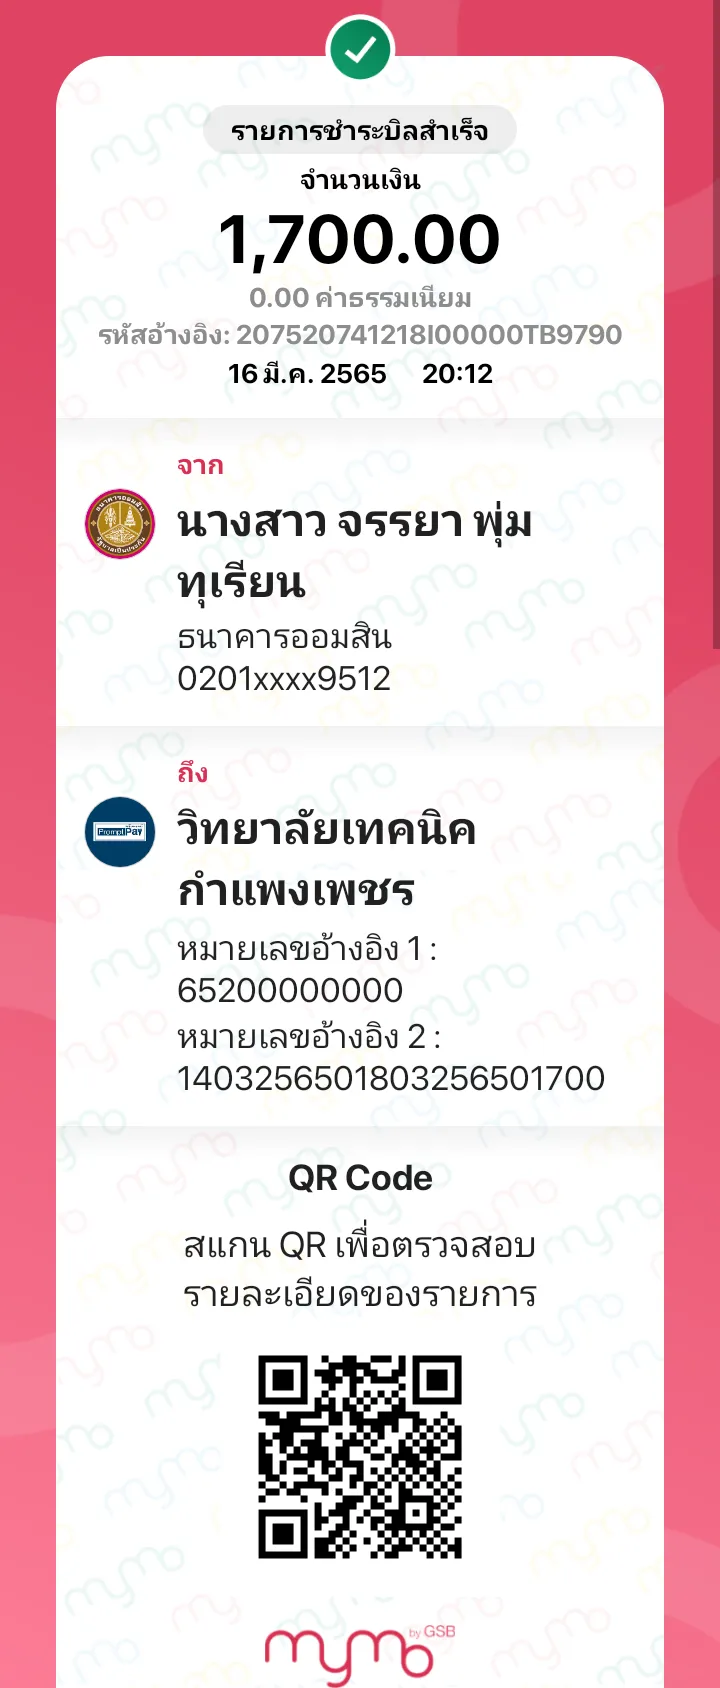 รายการชำระบิลสำเร็จ
จำนวนเงิน
1,700.00
0.00 ค่าธรรมเนียม
รหัสอ้างอิง: 207520741218I00000TB9790
16 มี.ค. 2565 20:12
จาก
นางสาว จรรยา พุ่ม
ทุเรียน
ธนาคารออมสิน
0201xxxx9512
ถึง
PromptPay
วิทยาลัยเทคนิค
กำแพงเพชร
หมายเลขอ้างอิง 1 :
65200000000
หมายเลขอ้างอิง 2 :
1403256501803256501700
QR Code
สแกน QR เพื่อตรวจสอบ
รายละเอียดของรายการ
mymo by GSB